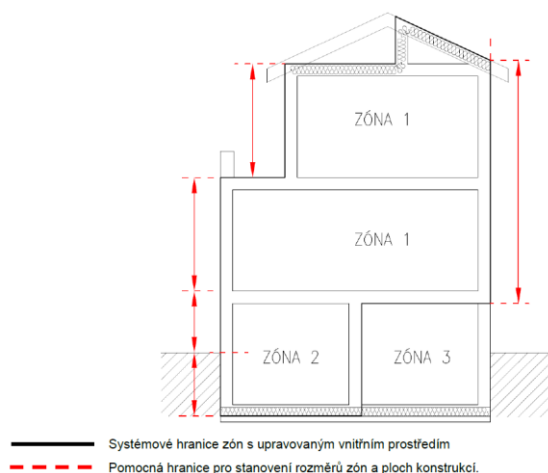 ZÓNA 1
ZÓNA 1
ZÓNA 2 ZÓNA 3
Systémové hranice zón s upravovaným vnitřním prostředím
Pomocná hranice pro stanovení rozměrů zón a ploch konstrukcí.